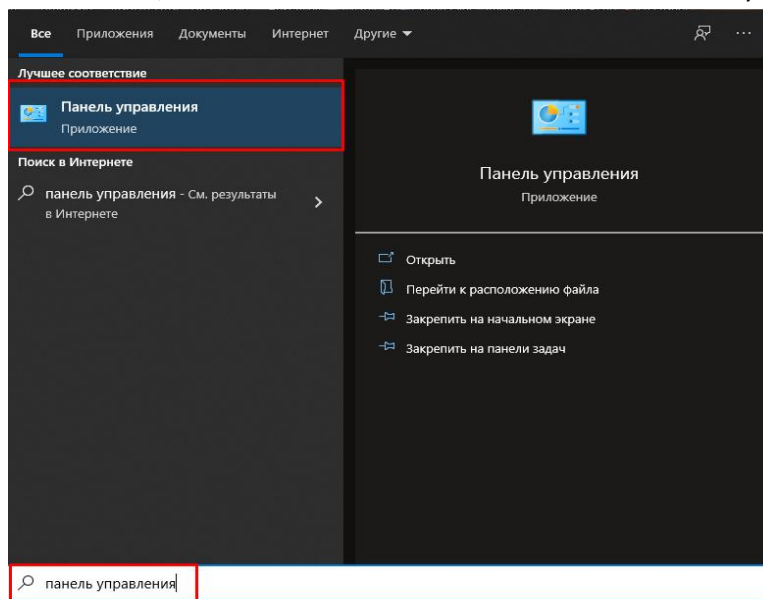 Все Приложения Документы Интернет Другие
Лучшее соответствие
Панель управления
Приложение
Поиск в Интернете
панель управления - См. результаты
в Интернете
Панель управления
Приложение
Открыть
Перейти к расположению файла
Закрепить на начальном экране
Закрепить на панели задач
панель управления